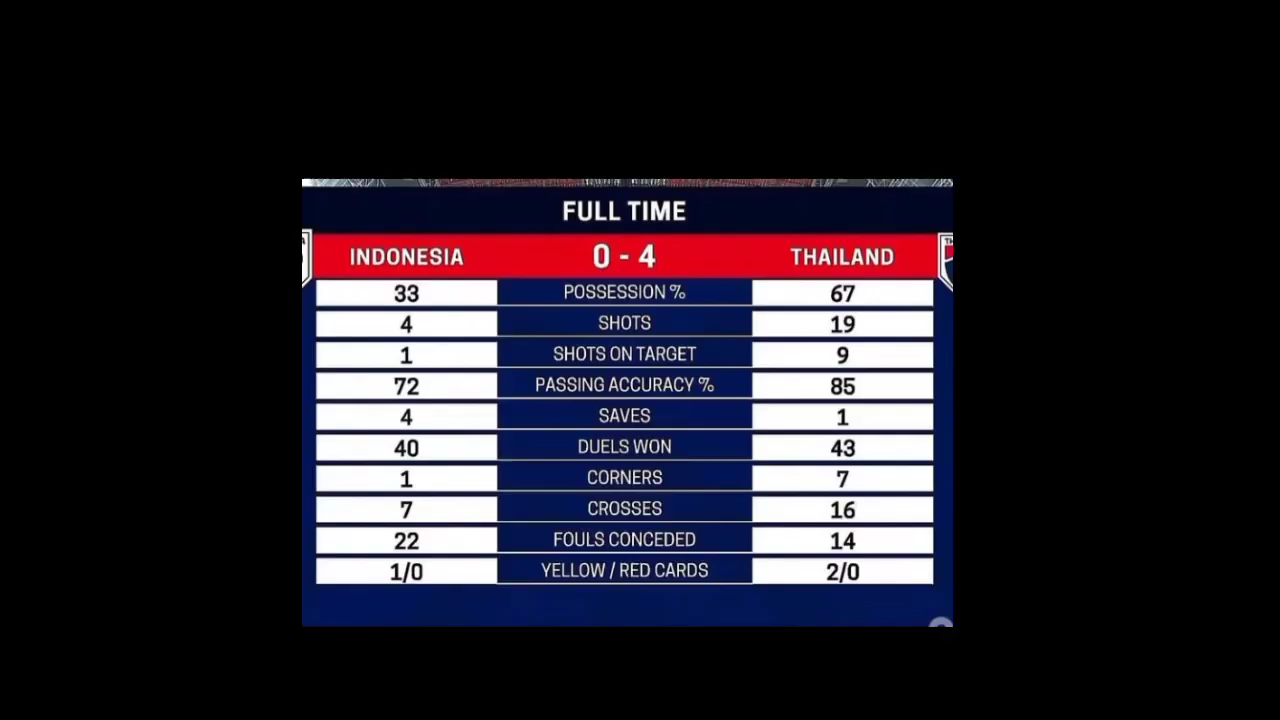 FULL TIME
INDONESIA 0 - 4 THAILAND
33 POSSESSION % 67
4 SHOTS 19
1 SHOTS ON TARGET 9
72 PASSING ACCURACY % 85
4 SAVES 1
40 DUELS WON 43
1 CORNERS 7
7 CROSSES 16
22 FOULS CONCEDED 14
1/0 YELLOW / RED CARDS 2/0